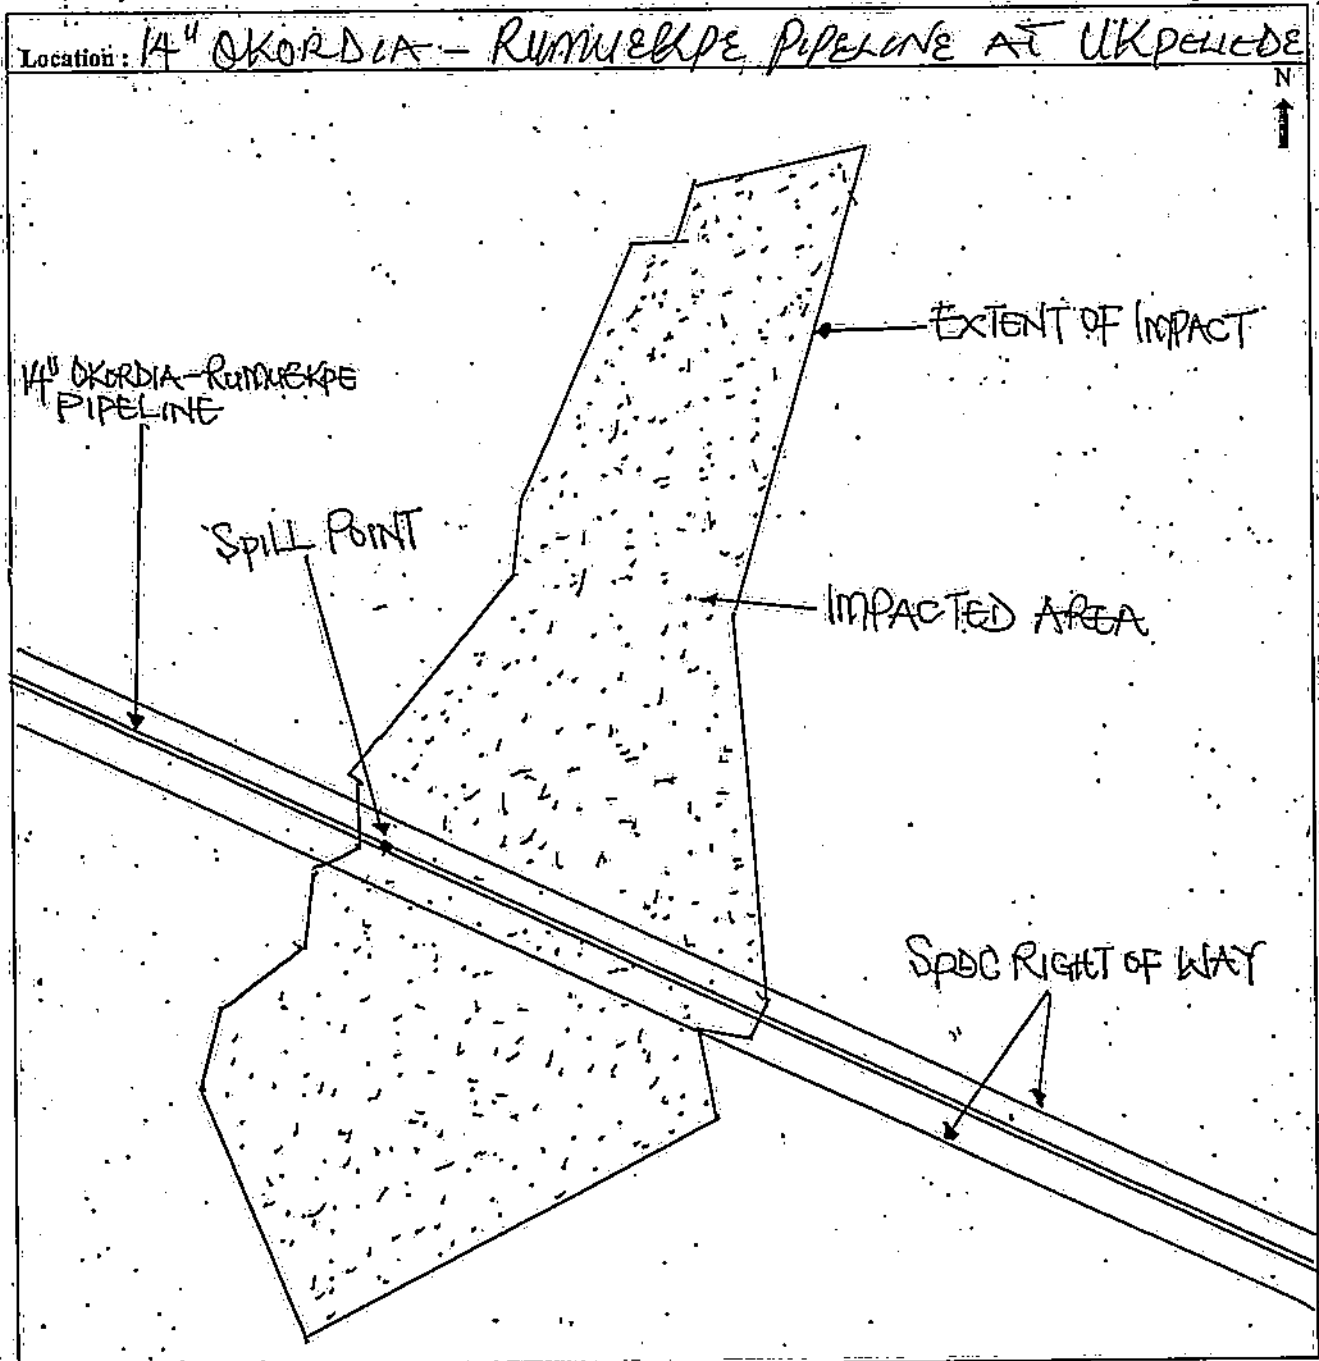 Location : 14" OKORDIA - RUMUEKPE PIPELINE AT UKPELIEDE
N
EXTENT OF IMPACT
14" OKORDIA-RUMUEKPE
PIPELINE
SPILL POINT
IMPACTED AREA
SPDC RIGHT OF WAY